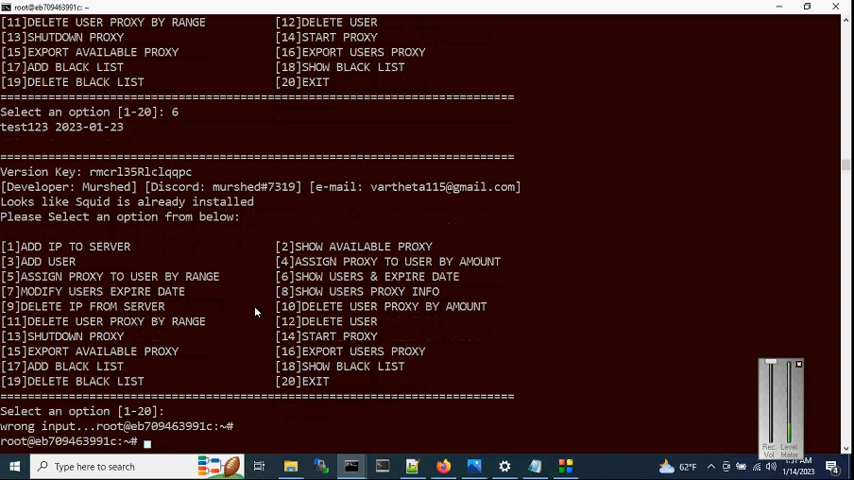 root@eb709463991c: ~
[11]DELETE USER PROXY BY RANGE [12]DELETE USER
[13]SHUTDOWN PROXY [14]START PROXY
[15]EXPORT AVAILABLE PROXY [16]EXPORT USERS PROXY
[17]ADD BLACK LIST [18]SHOW BLACK LIST
[19]DELETE BLACK LIST [20]EXIT
==========================================================================
Select an option [1-20]: 6
test123 2023-01-23
==========================================================================
Version Key: rmcrl35Rlclqqpc
[Developer: Murshed] [Discord: murshed#7319] [e-mail: vartheta115@gmail.com]
Looks like Squid is already installed
Please Select an option from below:
[1]ADD IP TO SERVER [2]SHOW AVAILABLE PROXY
[3]ADD USER [4]ASSIGN PROXY TO USER BY AMOUNT
[5]ASSIGN PROXY TO USER BY RANGE [6]SHOW USERS & EXPIRE DATE
[7]MODIFY USERS EXPIRE DATE [8]SHOW USERS PROXY INFO
[9]DELETE IP FROM SERVER [10]DELETE USER PROXY BY AMOUNT
[11]DELETE USER PROXY BY RANGE [12]DELETE USER
[13]SHUTDOWN PROXY [14]START PROXY
[15]EXPORT AVAILABLE PROXY [16]EXPORT USERS PROXY
[17]ADD BLACK LIST [18]SHOW BLACK LIST
[19]DELETE BLACK LIST [20]EXIT
==========================================================================
Select an option [1-20]:
wrong input...root@eb709463991c:~#
root@eb709463991c:~#
Rec Vol
Level Meter
Type here to search
62°F
1/14/2023